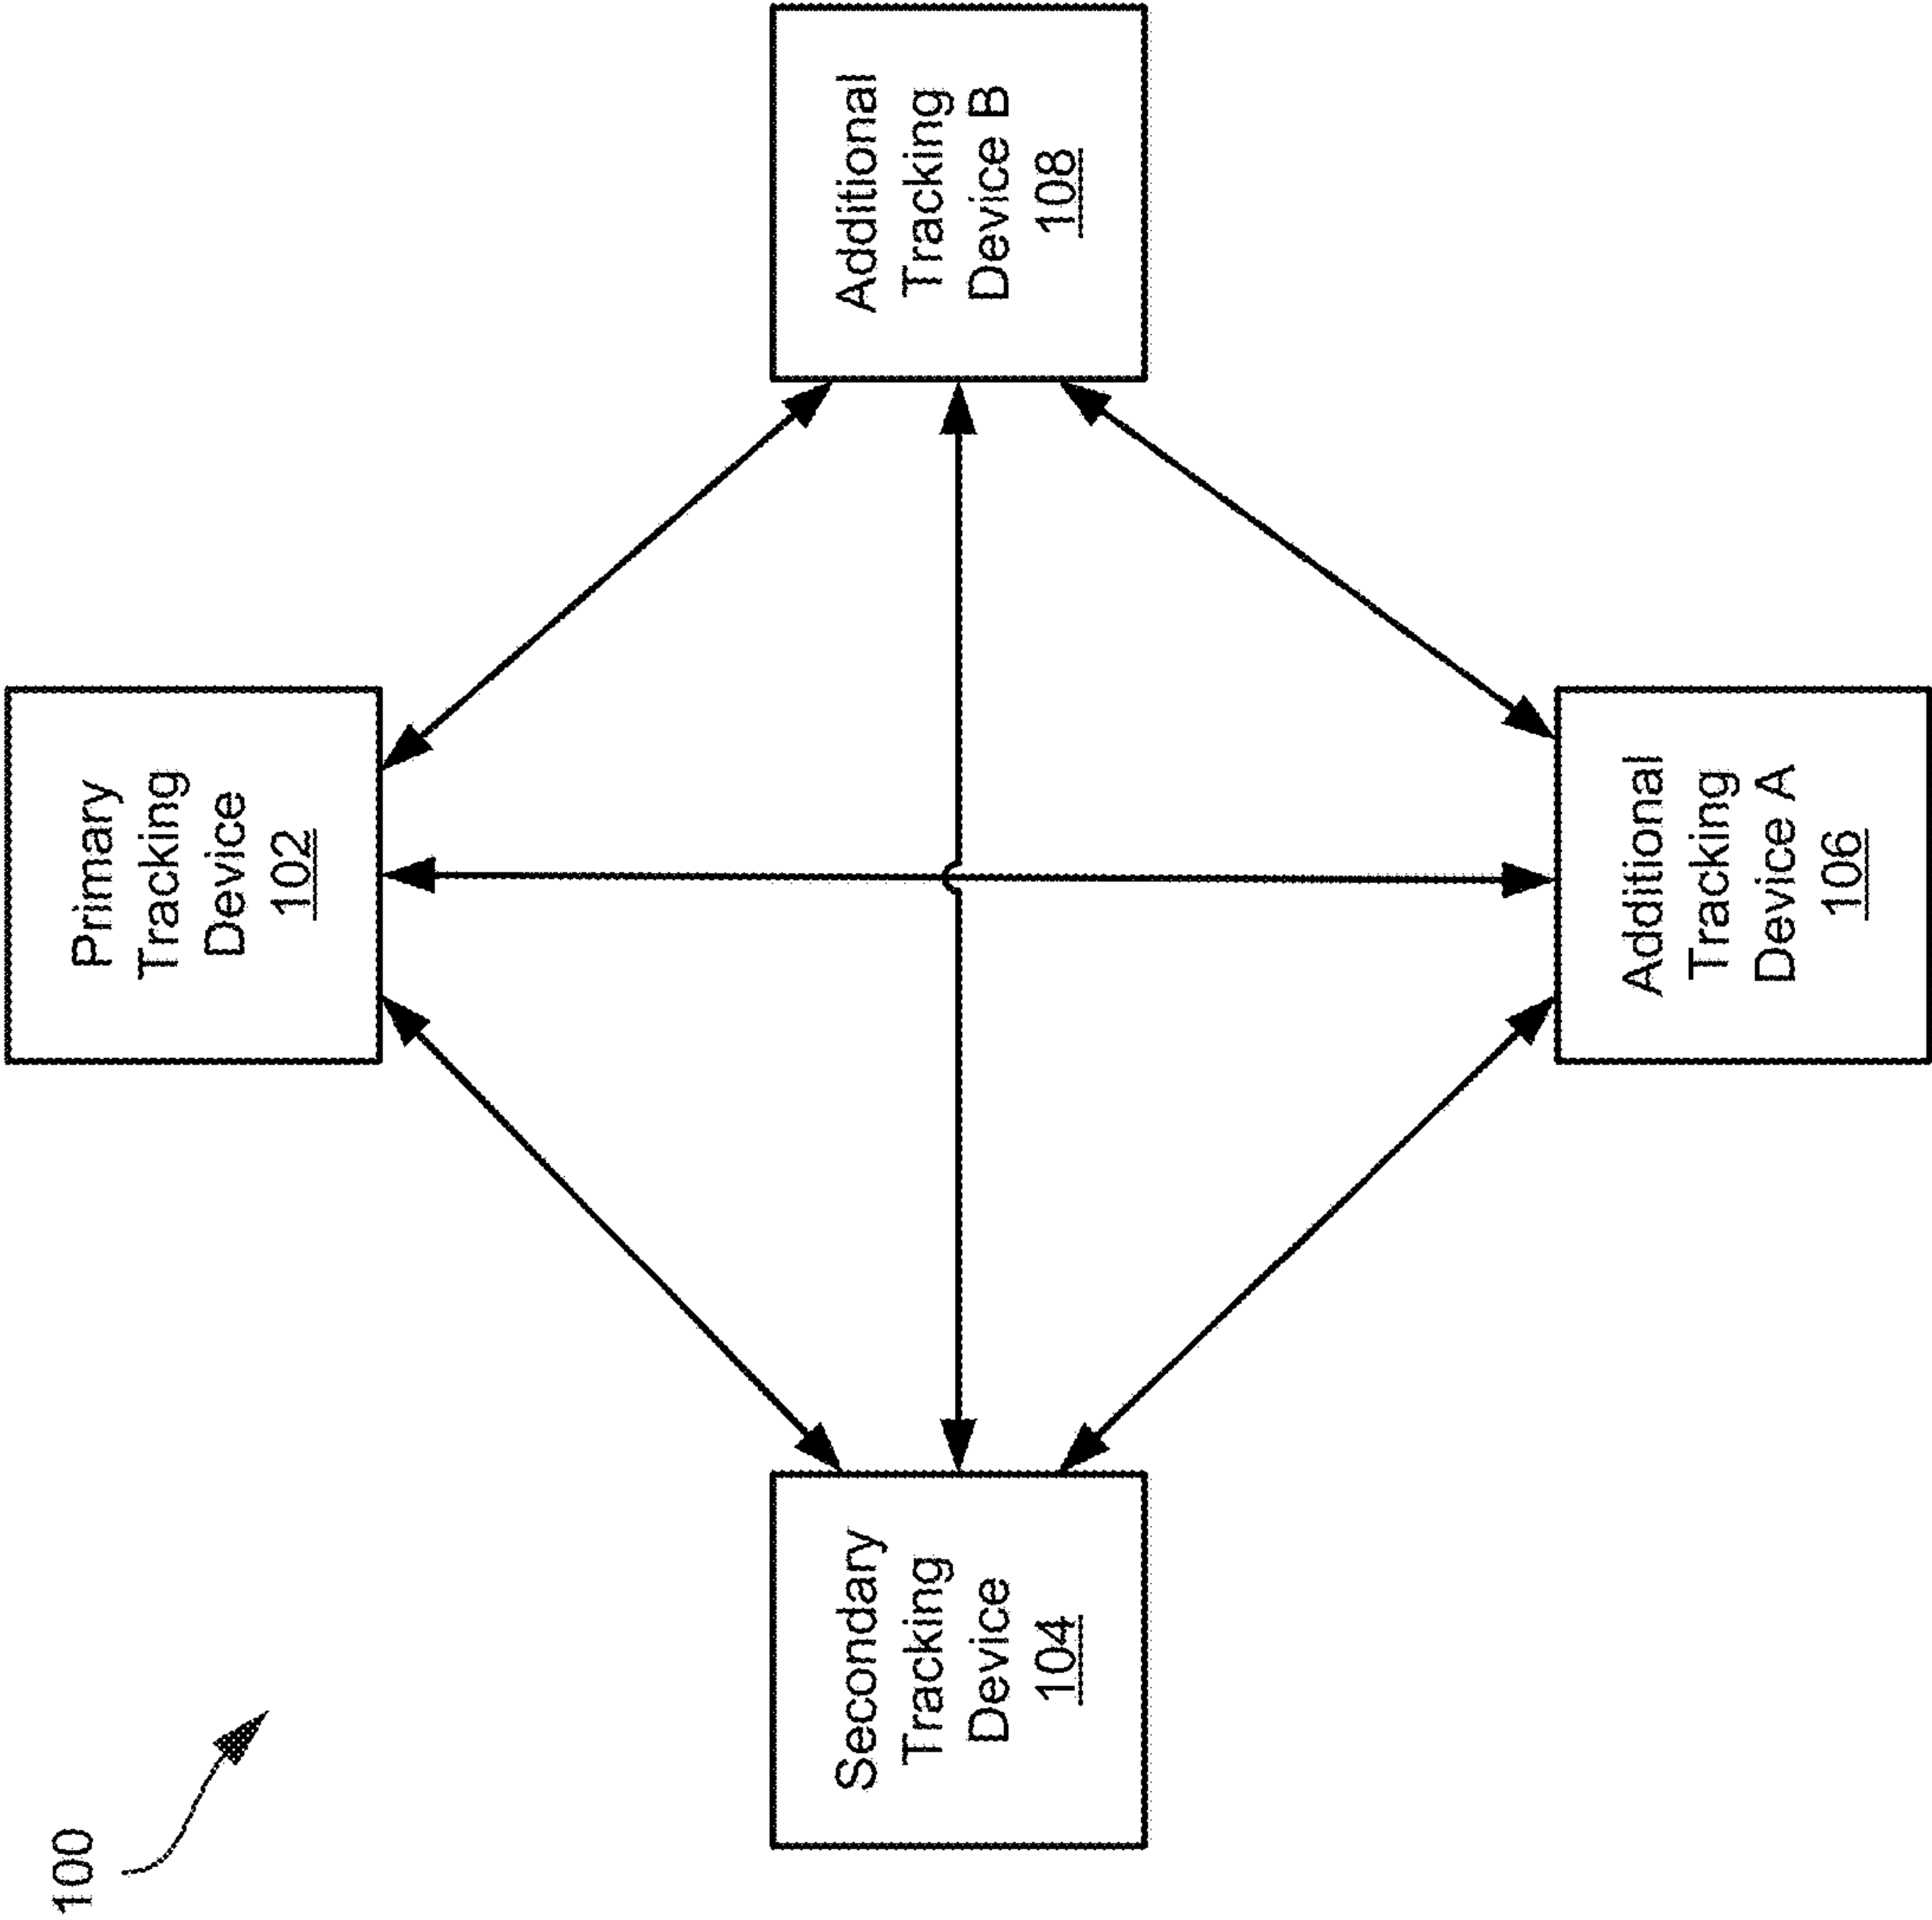 100
Primary
Tracking
Device
102
Secondary
Tracking
Device
104
Additional
Tracking
Device B
108
Additional
Tracking
Device A
106